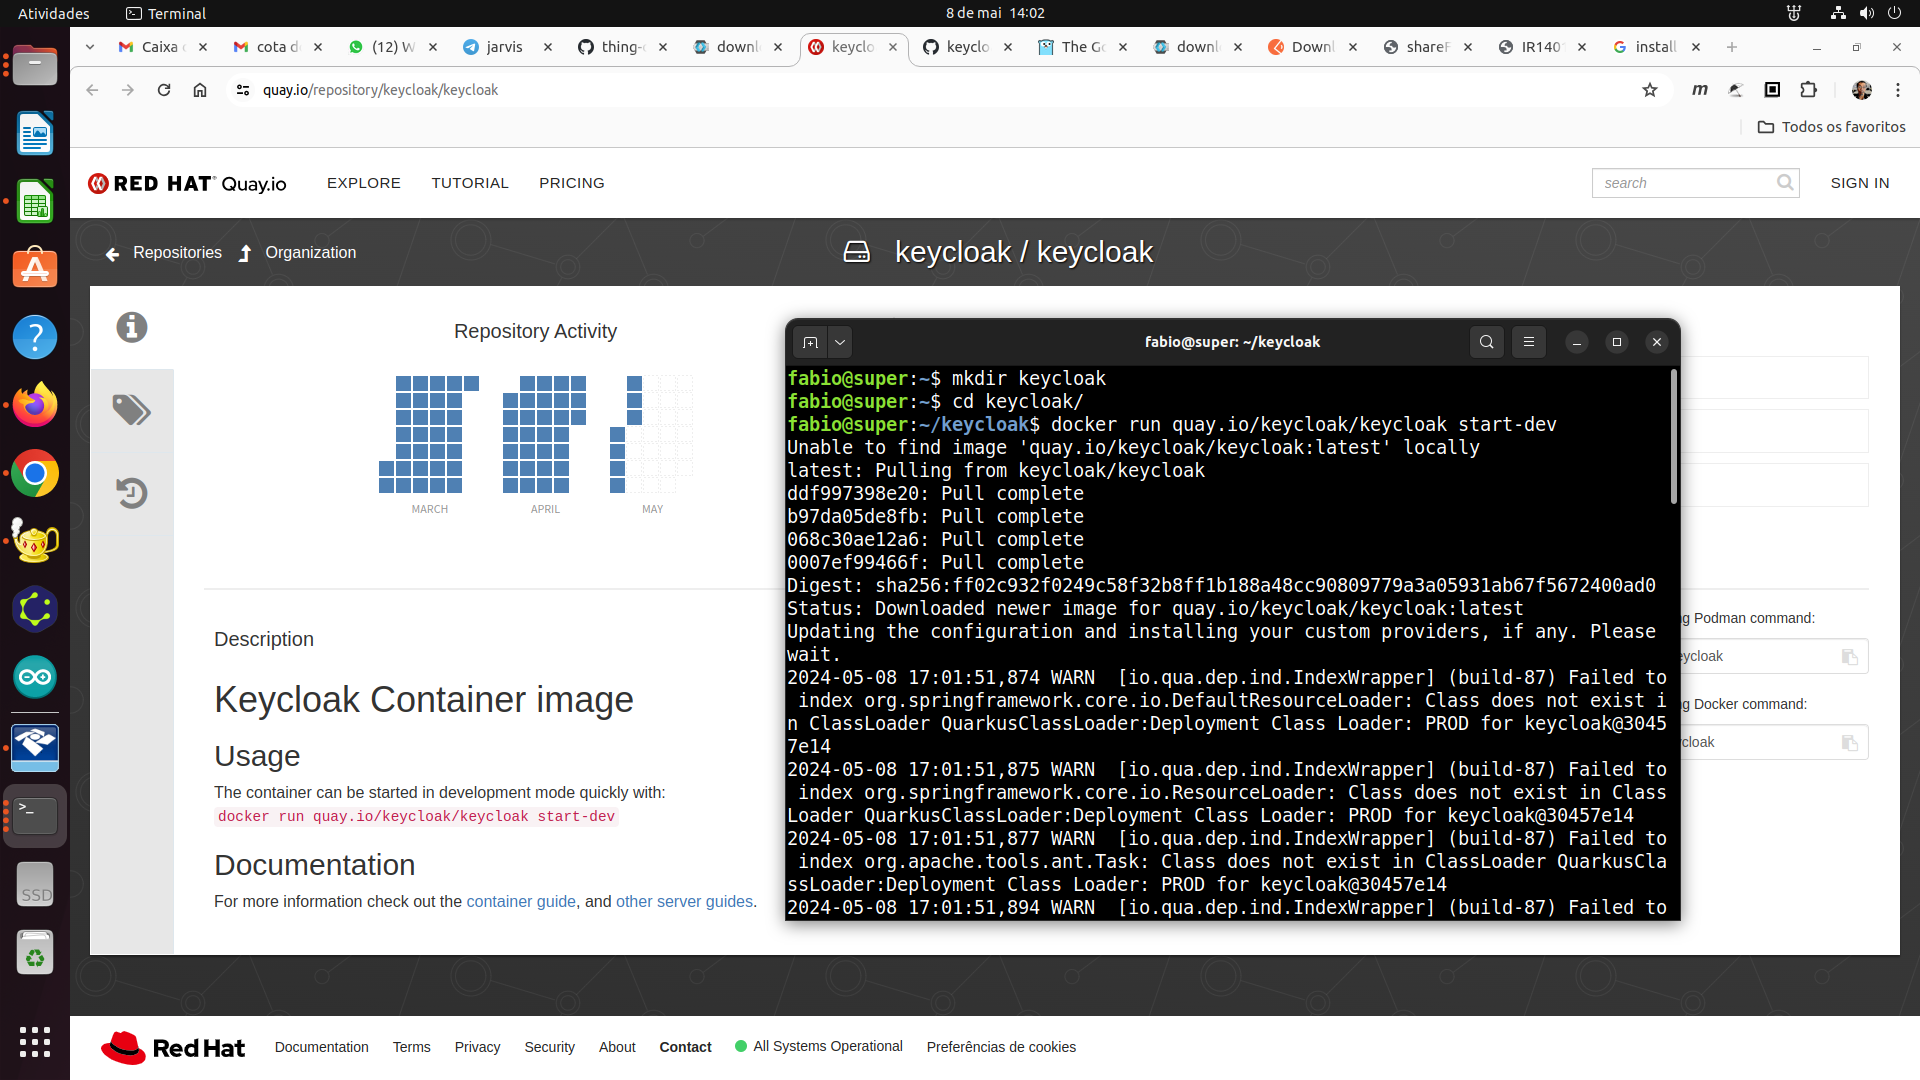 Atividades
Terminal
8 de mai 14:02
Caixa
cota d
(12) W
jarvis
thing-
downl
keyclo
keyclo
The Go
downl
Downl
shareF
IR140
install
quay.io/repository/keycloak/keycloak
Todos os favoritos
RED HAT Quay.io
EXPLORE
TUTORIAL
PRICING
search
SIGN IN
Repositories
Organization
keycloak / keycloak
Repository Activity
MARCH
APRIL
MAY
Description
Keycloak Container image
Usage
The container can be started in development mode quickly with:
docker run quay.io/keycloak/keycloak start-dev
Documentation
For more information check out the container guide, and other server guides.
fabio@super: ~/keycloak
fabio@super:~$ mkdir keycloak
fabio@super:~$ cd keycloak/
fabio@super:~/keycloak$ docker run quay.io/keycloak/keycloak start-dev
Unable to find image 'quay.io/keycloak/keycloak:latest' locally
latest: Pulling from keycloak/keycloak
ddf997398e20: Pull complete
b97da05de8fb: Pull complete
068c30ae12a6: Pull complete
0007ef99466f: Pull complete
Digest: sha256:ff02c932f0249c58f32b8ff1b188a48cc90809779a3a05931ab67f5672400ad0
Status: Downloaded newer image for quay.io/keycloak/keycloak:latest
Updating the configuration and installing your custom providers, if any. Please
wait.
2024-05-08 17:01:51,874 WARN  [io.qua.dep.ind.IndexWrapper] (build-87) Failed to
 index org.springframework.core.io.DefaultResourceLoader: Class does not exist i
n ClassLoader QuarkusClassLoader:Deployment Class Loader: PROD for keycloak@3045
7e14
2024-05-08 17:01:51,875 WARN  [io.qua.dep.ind.IndexWrapper] (build-87) Failed to
 index org.springframework.core.io.ResourceLoader: Class does not exist in Class
Loader QuarkusClassLoader:Deployment Class Loader: PROD for keycloak@30457e14
2024-05-08 17:01:51,877 WARN  [io.qua.dep.ind.IndexWrapper] (build-87) Failed to
 index org.apache.tools.ant.Task: Class does not exist in ClassLoader QuarkusCla
ssLoader:Deployment Class Loader: PROD for keycloak@30457e14
2024-05-08 17:01:51,894 WARN  [io.qua.dep.ind.IndexWrapper] (build-87) Failed to
g Podman command:
eycloak
g Docker command:
cloak
SSD
Red Hat
Documentation
Terms
Privacy
Security
About
Contact
All Systems Operational
Preferências de cookies